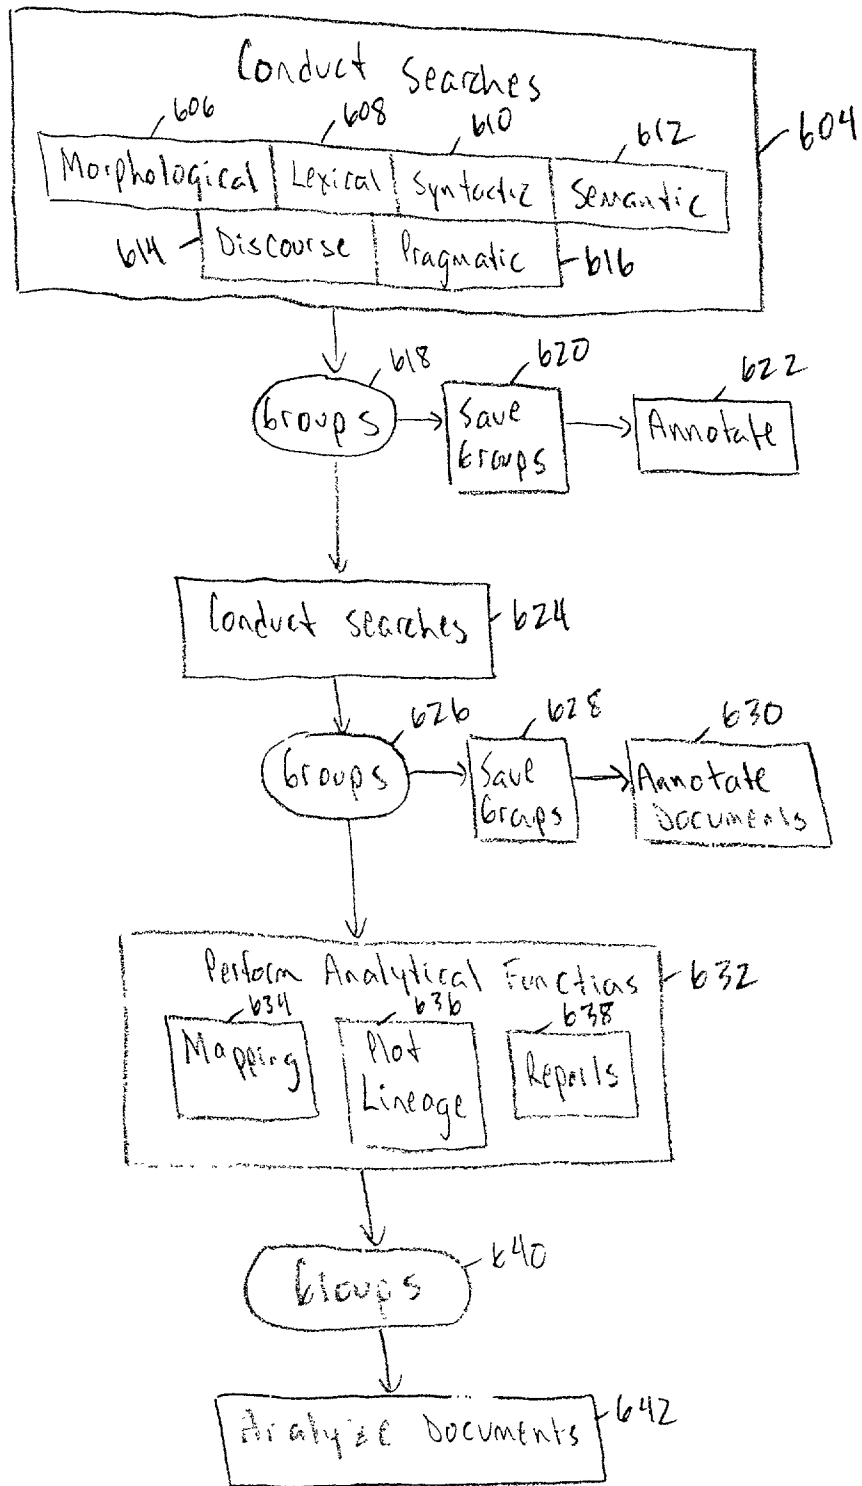 Conduct Searches
606 608 610 612 604
Morphological Lexical Syntactic Semantic
614 Discourse Pragmatic 616
618 620 622
Groups Save Groups Annotate
Conduct searches 624
626 628 630
Groups Save Groups Annotate Documents
Perform Analytical Functions 632
634 636 638
Mapping Plot Lineage Reports
640
Groups
Analyze Documents 642